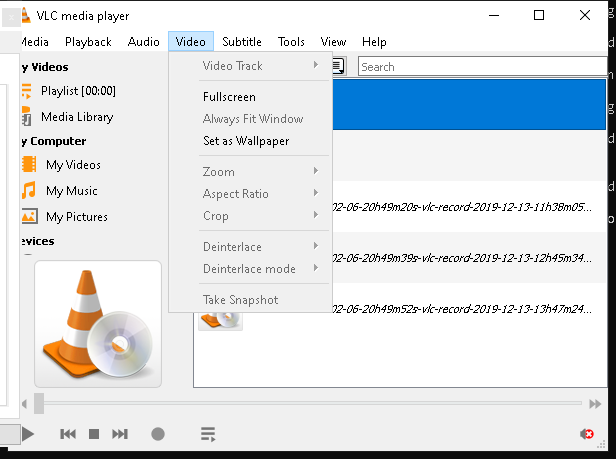 VLC media player
Media Playback Audio Video Subtitle Tools View Help
y Videos
Playlist [00:00]
Media Library
y Computer
My Videos
My Music
My Pictures
evices
Video Track
Fullscreen
Always Fit Window
Set as Wallpaper
Zoom
Aspect Ratio
Crop
Deinterlace
Deinterlace mode
Take Snapshot
Search
02-06-20h49m20s-vlc-record-2019-12-13-11h38m05...
02-06-20h49m39s-vlc-record-2019-12-13-12h45m34...
02-06-20h49m52s-vlc-record-2019-12-13-13h47m24...